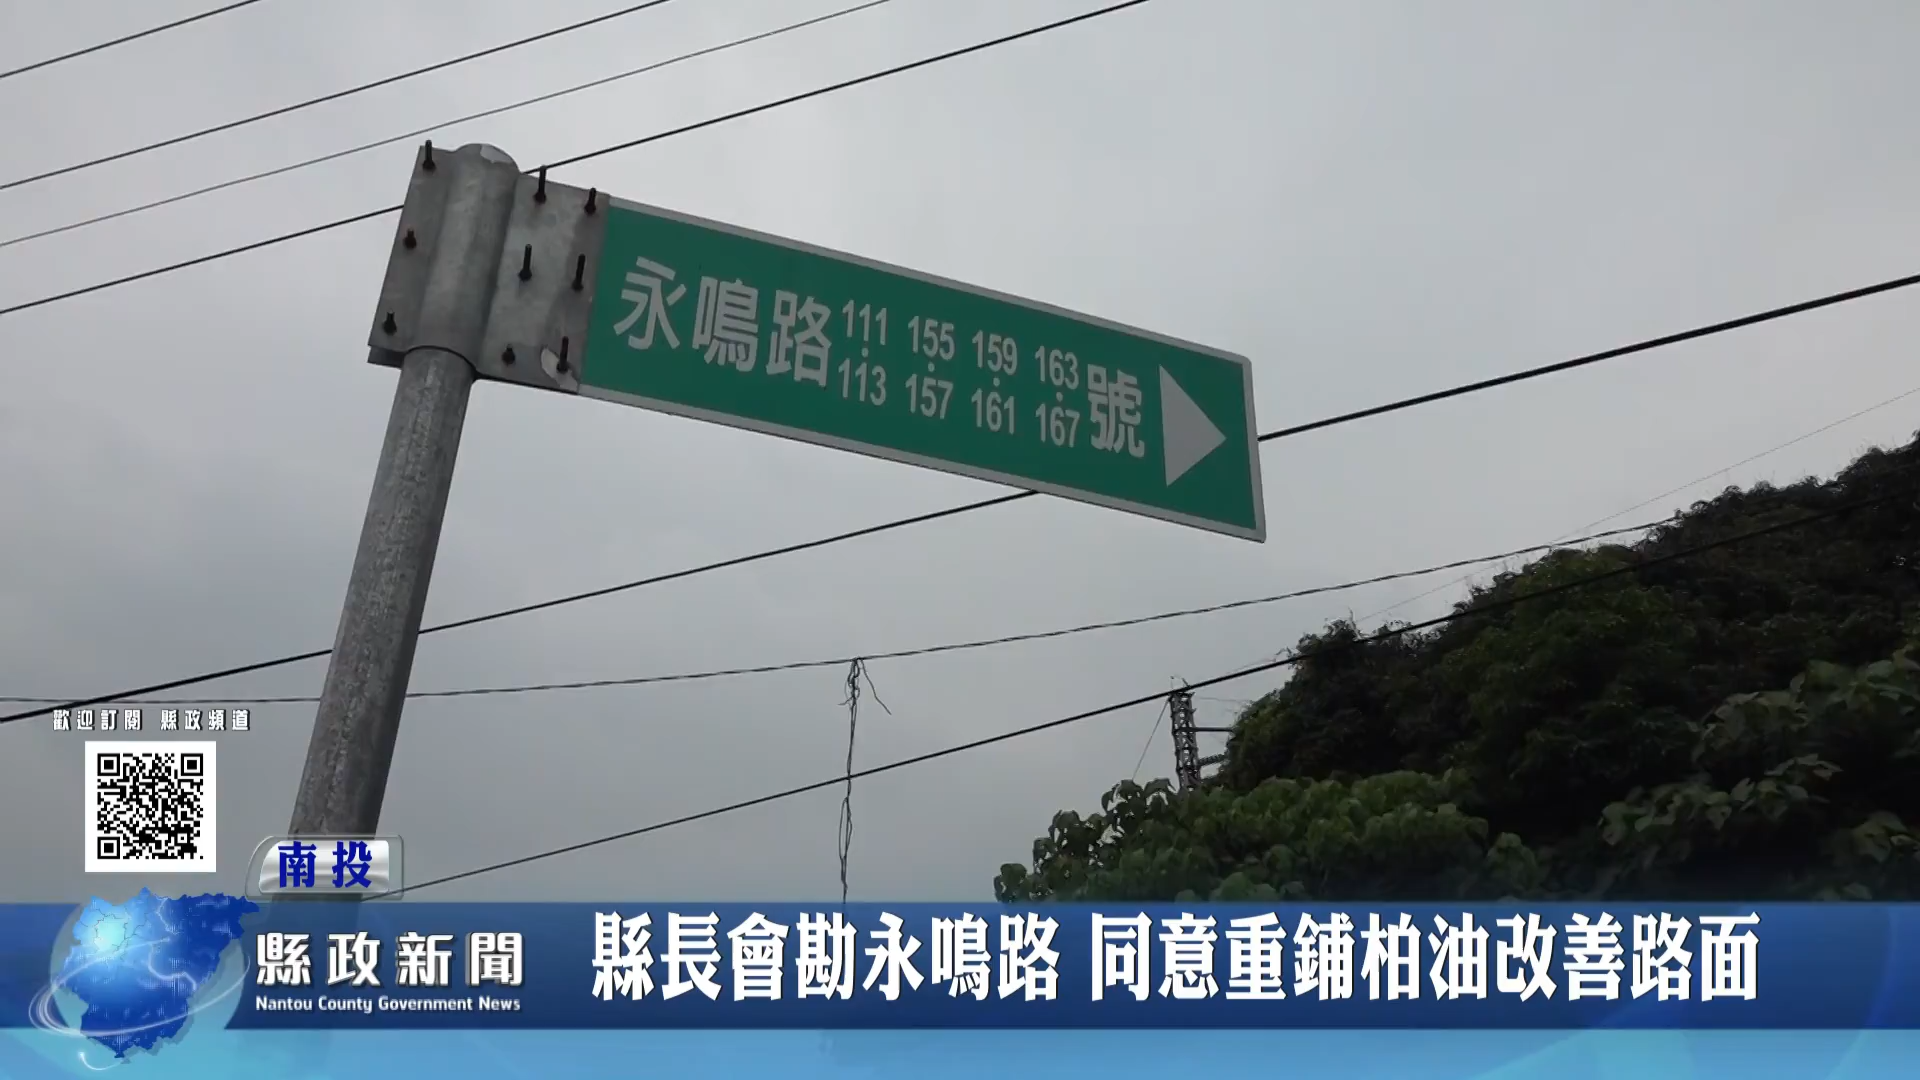 永鳴路 111 155 159 163 號
113 157 161 167
歡迎訂閱 縣政頻道
南投
縣政新聞
Nantou County Government News
縣長會勘永鳴路 同意重鋪柏油改善路面